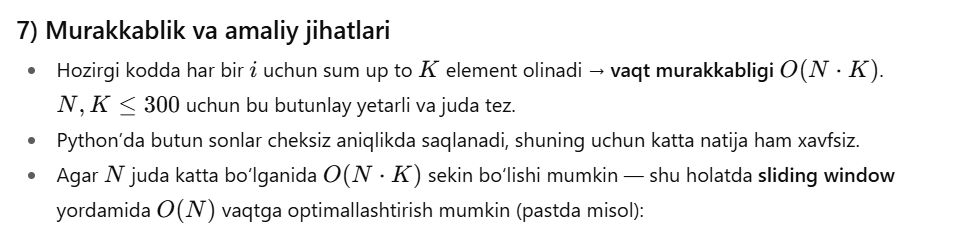 7) Murakkablik va amaliy jihatlari
• Hozirgi kodda har bir i uchun sum up to K element olinadi → vaqt murakkabligi O(N · K).
N, K ≤ 300 uchun bu butunlay yetarli va juda tez.
• Python’da butun sonlar cheksiz aniqlikda saqlanadi, shuning uchun katta natija ham xavfsiz.
• Agar N juda katta bo‘lganida O(N · K) sekin bo‘lishi mumkin — shu holatda sliding window
yordamida O(N) vaqtga optimallashtirish mumkin (pastda misol):